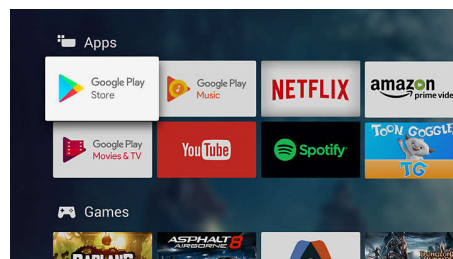 Apps
Google Play
Store
Google Play
Music
NETFLIX
amazon
prime vide
Google Play
Movies & TV
YouTube
Spotify
TOON GOGGLE
TG
Games
BADLAND
ASPHALT 8
AIRBORNE